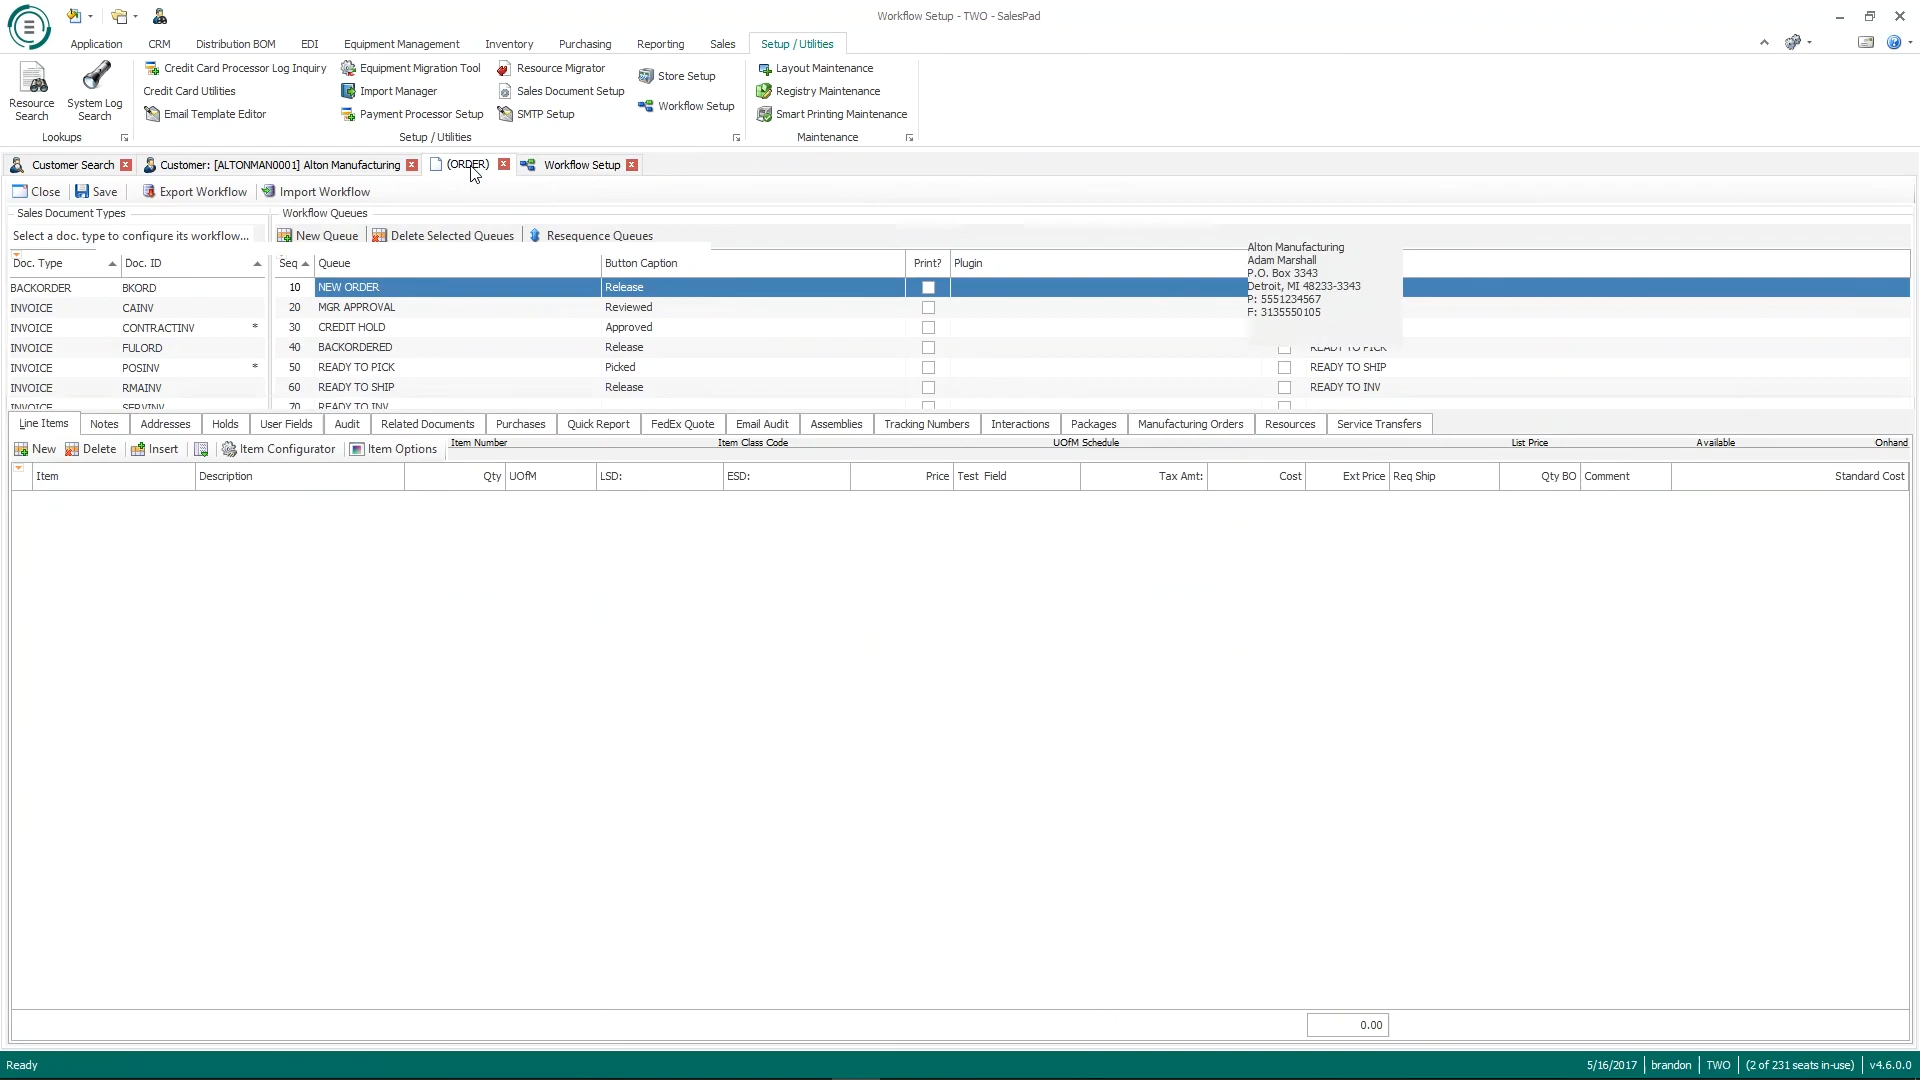 Workflow Setup - TWO - SalesPad
Application CRM Distribution BOM EDI Equipment Management Inventory Purchasing Reporting Sales Setup / Utilities
Resource Search
System Log Search
Lookups
Credit Card Processor Log Inquiry
Credit Card Utilities
Email Template Editor
Equipment Migration Tool
Import Manager
Payment Processor Setup
Resource Migrator
Sales Document Setup
SMTP Setup
Store Setup
Workflow Setup
Setup / Utilities
Layout Maintenance
Registry Maintenance
Smart Printing Maintenance
Maintenance
Customer Search Customer: [ALTONMAN0001] Alton Manufacturing (ORDER) Workflow Setup
Close Save Export Workflow Import Workflow
Sales Document Types
Select a doc. type to configure its workflow...
Doc. Type Doc. ID
BACKORDER BKORD
INVOICE CAINV
INVOICE CONTRACTINV *
INVOICE FULORD
INVOICE POSINV *
INVOICE RMAINV
INVOICE SERVINV
Workflow Queues
New Queue Delete Selected Queues Resequence Queues
Seq Queue Button Caption Print? Plugin
10 NEW ORDER Release
20 MGR APPROVAL Reviewed
30 CREDIT HOLD Approved
40 BACKORDERED Release READY TO PICK
50 READY TO PICK Picked READY TO SHIP
60 READY TO SHIP Release READY TO INV
70 READY TO INV
Alton Manufacturing
Adam Marshall
P.O. Box 3343
Detroit, MI 48233-3343
P: 5551234567
F: 3135550105
Line Items Notes Addresses Holds User Fields Audit Related Documents Purchases Quick Report FedEx Quote Email Audit Assemblies Tracking Numbers Interactions Packages Manufacturing Orders Resources Service Transfers
New Delete Insert Item Configurator Item Options Item Number Item Class Code UOfM Schedule List Price Available Onhand
Item Description Qty UOfM LSD: ESD: Price Test Field Tax Amt: Cost Ext Price Req Ship Qty BO Comment Standard Cost
0.00
Ready 5/16/2017 brandon TWO (2 of 231 seats in-use) v4.6.0.0